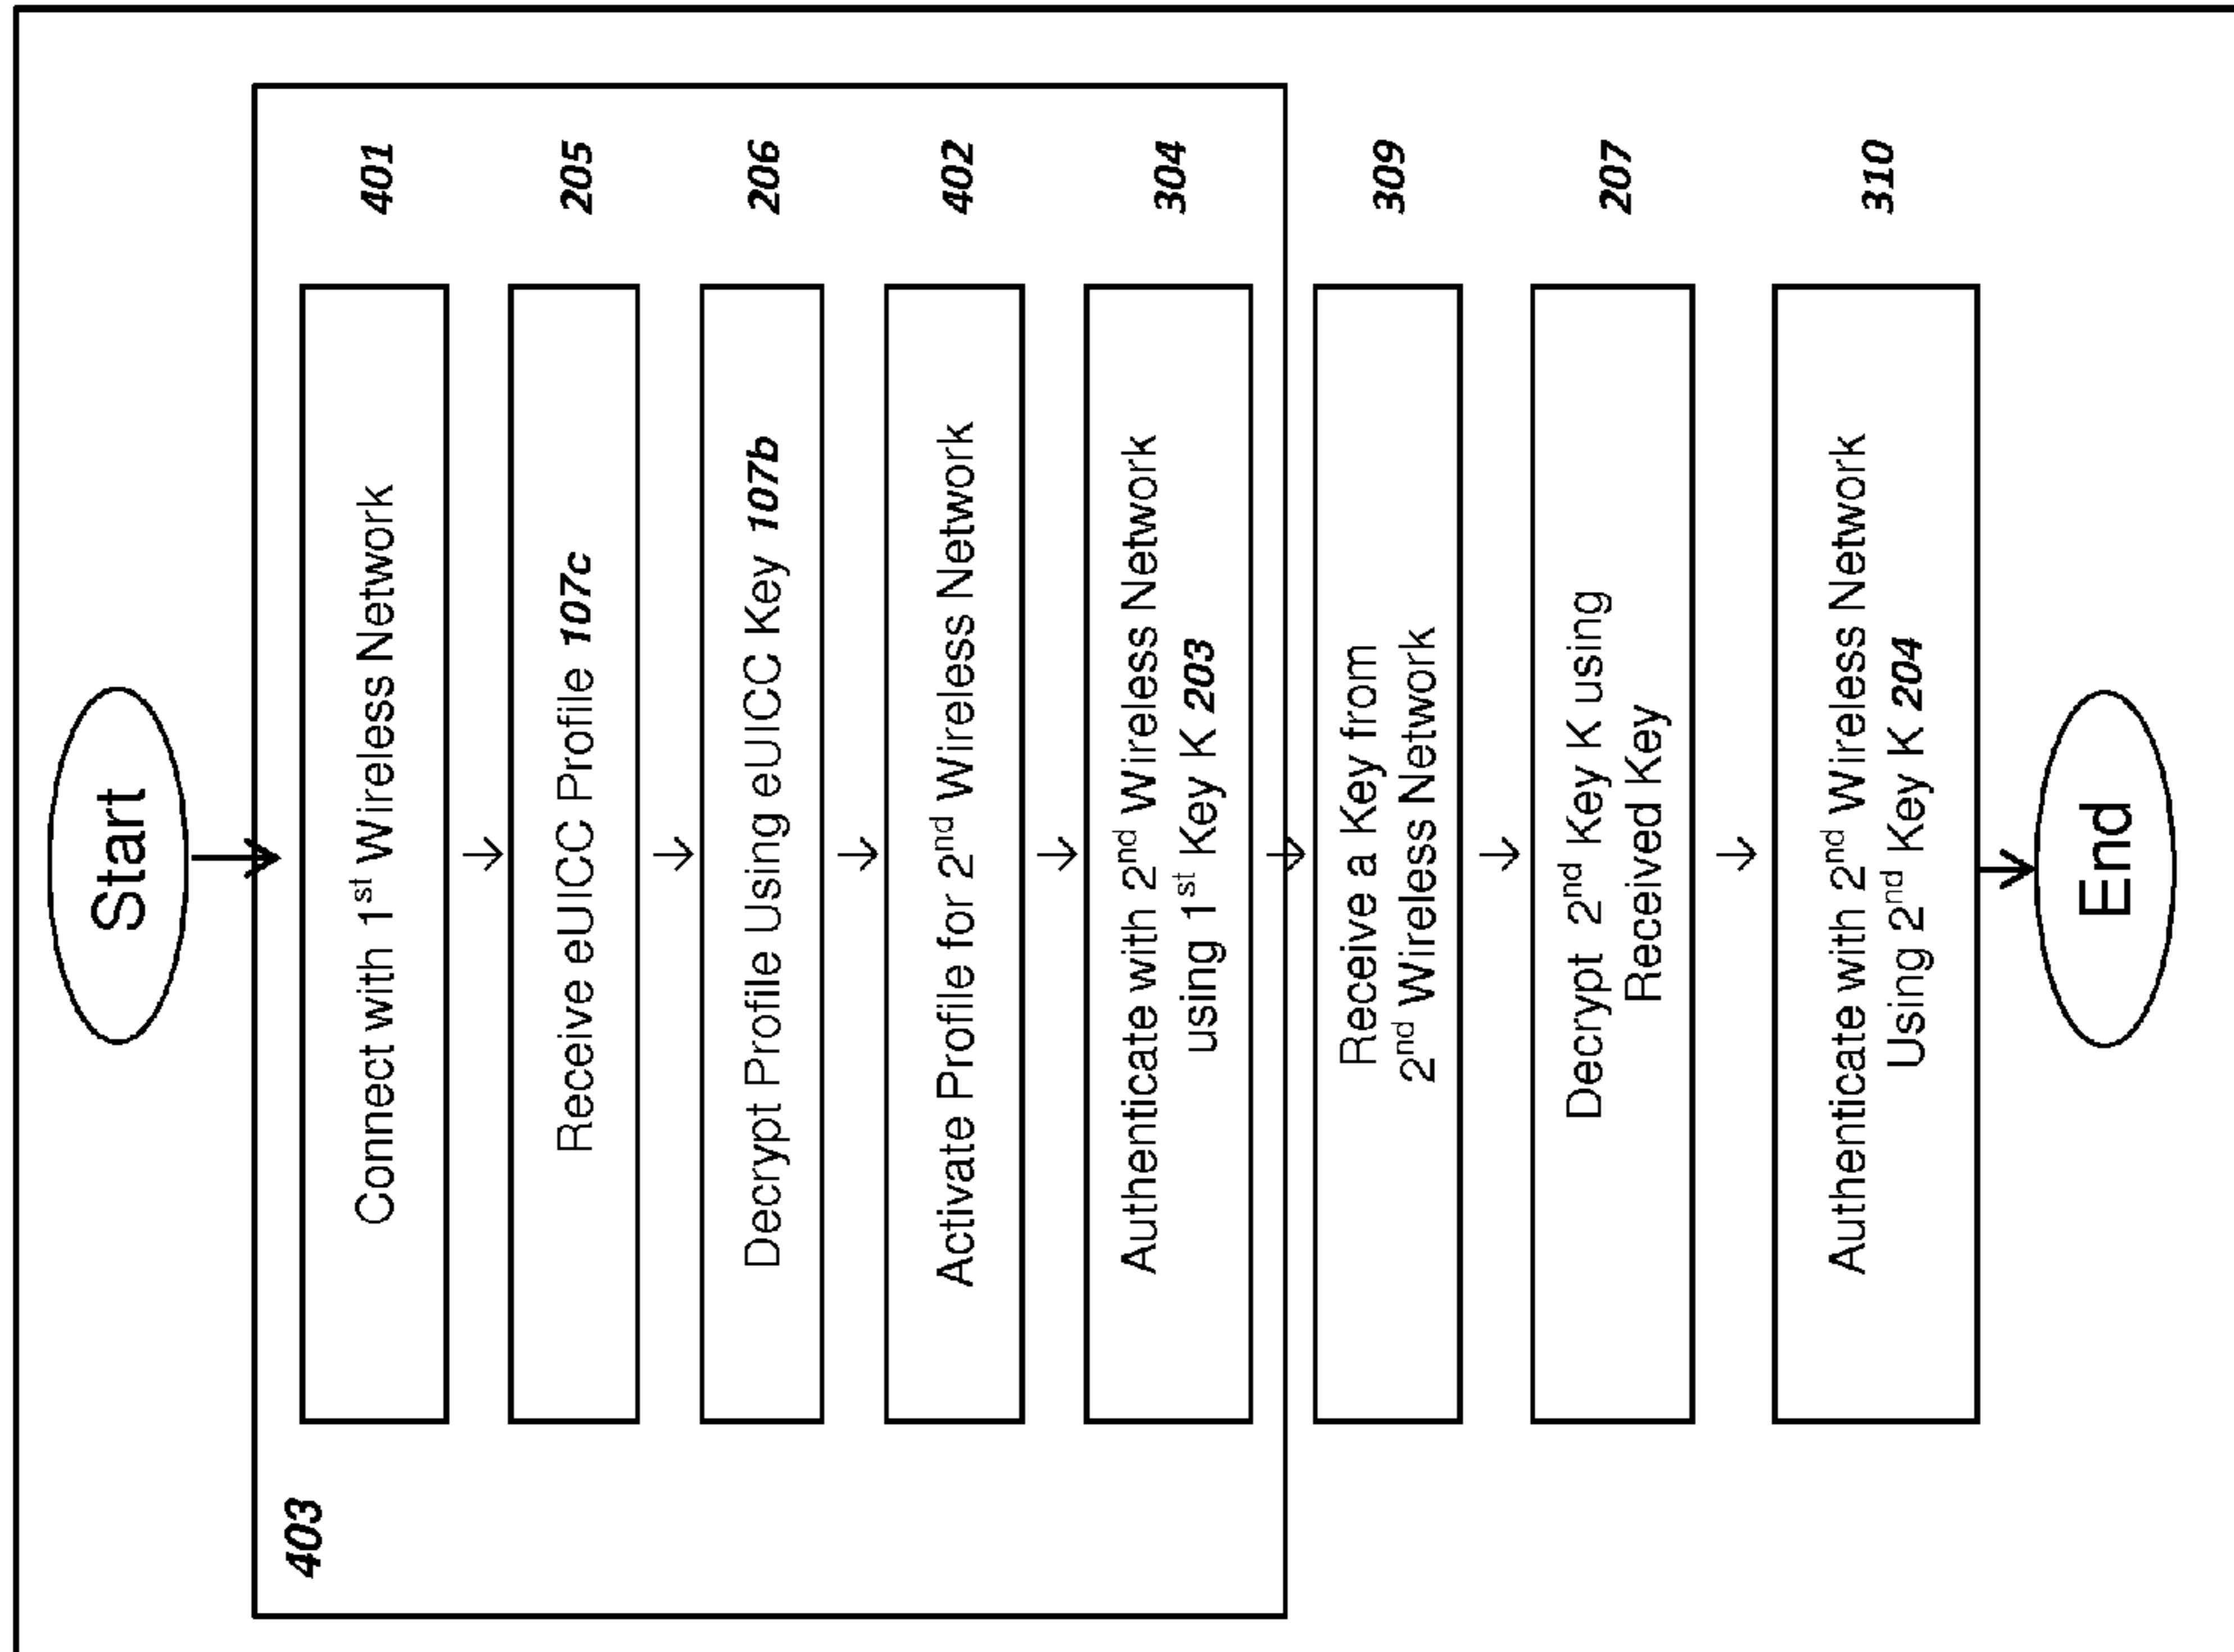 Start
403
Connect with 1st Wireless Network
401
Receive eUICC Profile 107c
205
Decrypt Profile Using eUICC Key 107b
206
Activate Profile for 2nd Wireless Network
402
Authenticate with 2nd Wireless Network
using 1st Key K 203
304
Receive a Key from
2nd Wireless Network
309
Decrypt 2nd Key K using
Received Key
207
Authenticate with 2nd Wireless Network
Using 2nd Key K 204
310
End